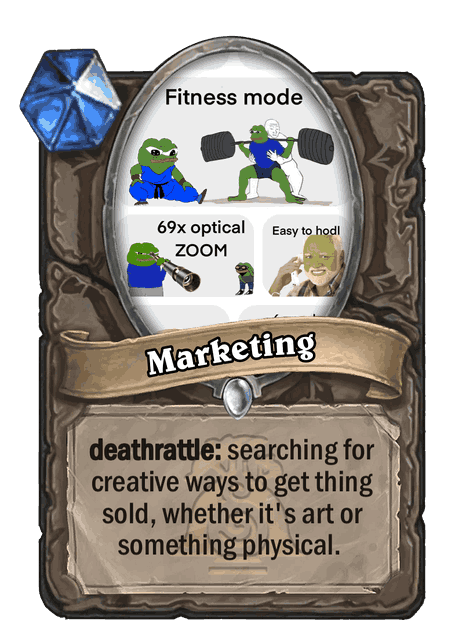 Fitness mode
69x optical
ZOOM
Easy to hodl
Marketing
deathrattle: searching for
creative ways to get thing
sold, whether it's art or
something physical.